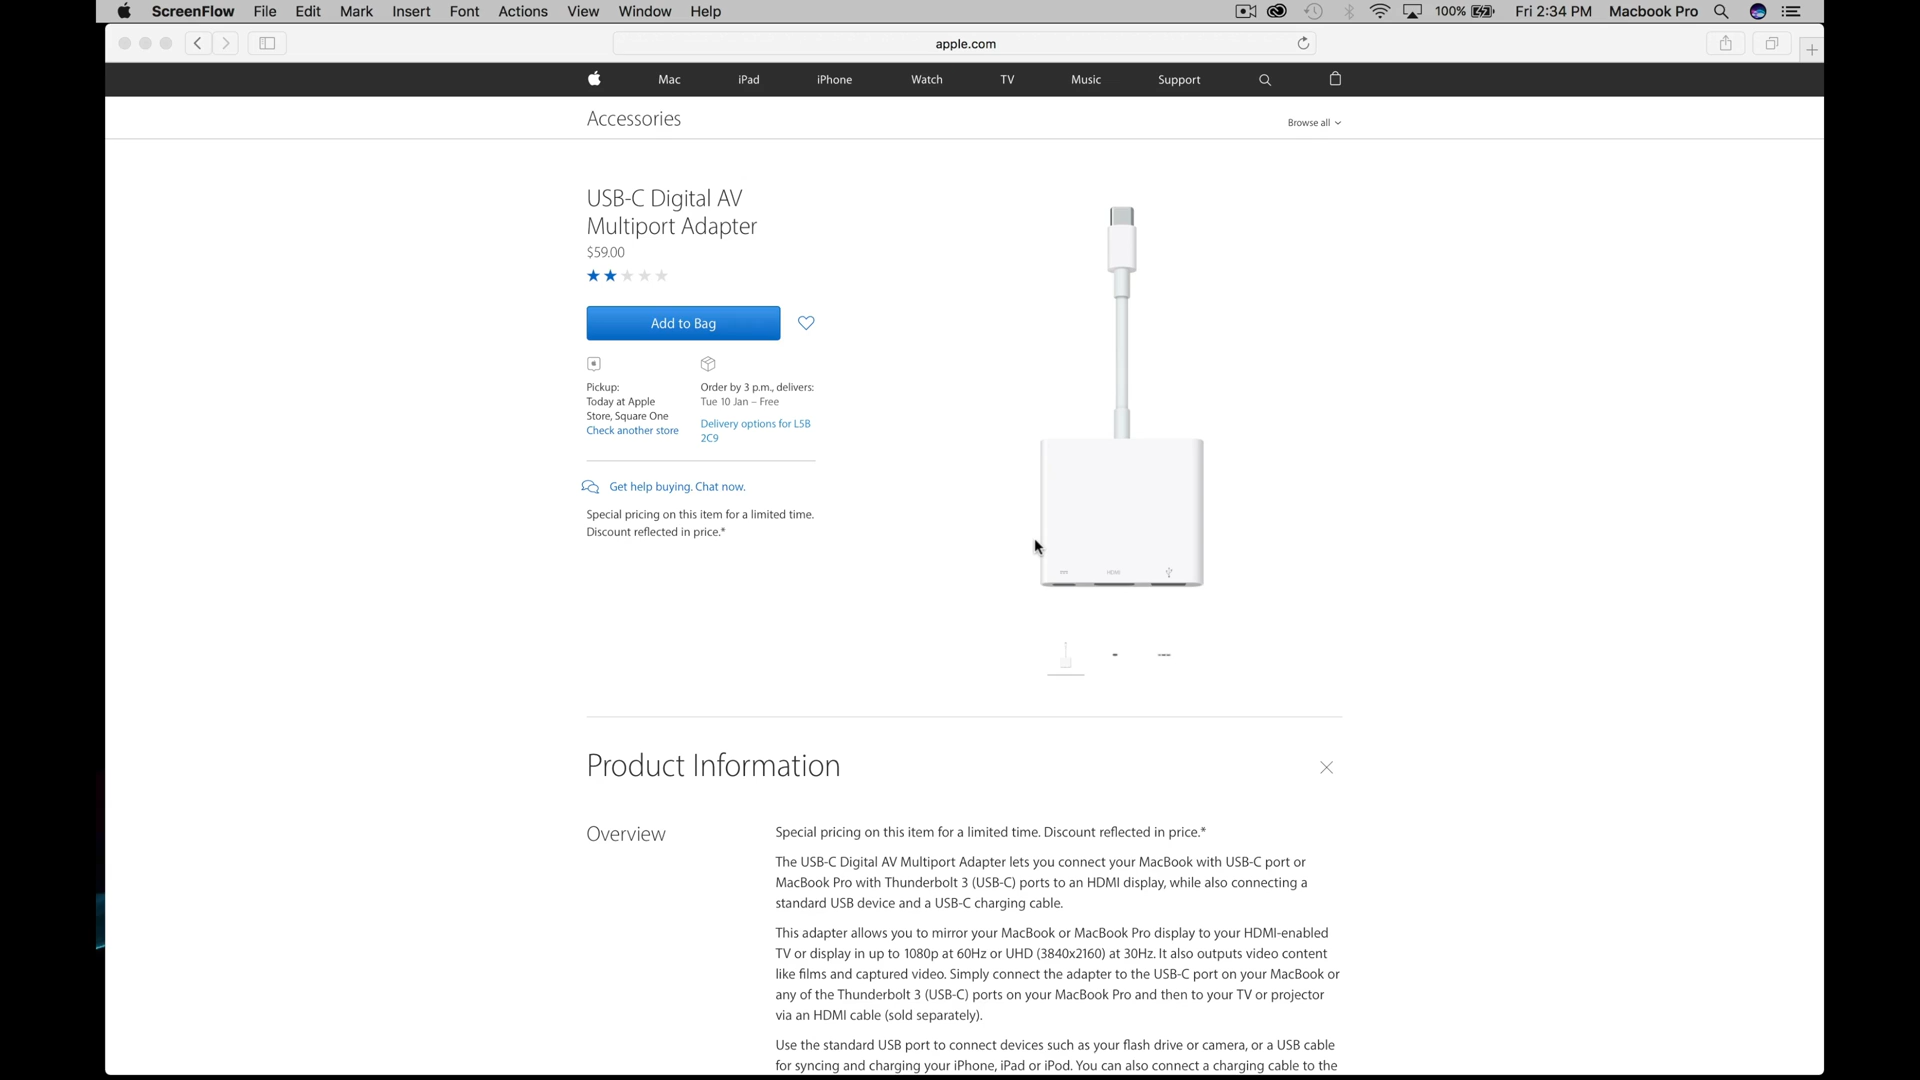 ScreenFlow File Edit Mark Insert Font Actions View Window Help 100% Fri 2:34 PM Macbook Pro
apple.com
Mac iPad iPhone Watch TV Music Support
Accessories
Browse all
USB-C Digital AV
Multiport Adapter
$59.00
Add to Bag
Pickup:
Today at Apple
Store, Square One
Check another store
Order by 3 p.m., delivers:
Tue 10 Jan – Free
Delivery options for L5B
2C9
Get help buying. Chat now.
Special pricing on this item for a limited time.
Discount reflected in price.*
HDMI
Product Information
Overview
Special pricing on this item for a limited time. Discount reflected in price.*
The USB-C Digital AV Multiport Adapter lets you connect your MacBook with USB-C port or
MacBook Pro with Thunderbolt 3 (USB-C) ports to an HDMI display, while also connecting a
standard USB device and a USB-C charging cable.
This adapter allows you to mirror your MacBook or MacBook Pro display to your HDMI-enabled
TV or display in up to 1080p at 60Hz or UHD (3840x2160) at 30Hz. It also outputs video content
like films and captured video. Simply connect the adapter to the USB-C port on your MacBook or
any of the Thunderbolt 3 (USB-C) ports on your MacBook Pro and then to your TV or projector
via an HDMI cable (sold separately).
Use the standard USB port to connect devices such as your flash drive or camera, or a USB cable
for syncing and charging your iPhone, iPad or iPod. You can also connect a charging cable to the